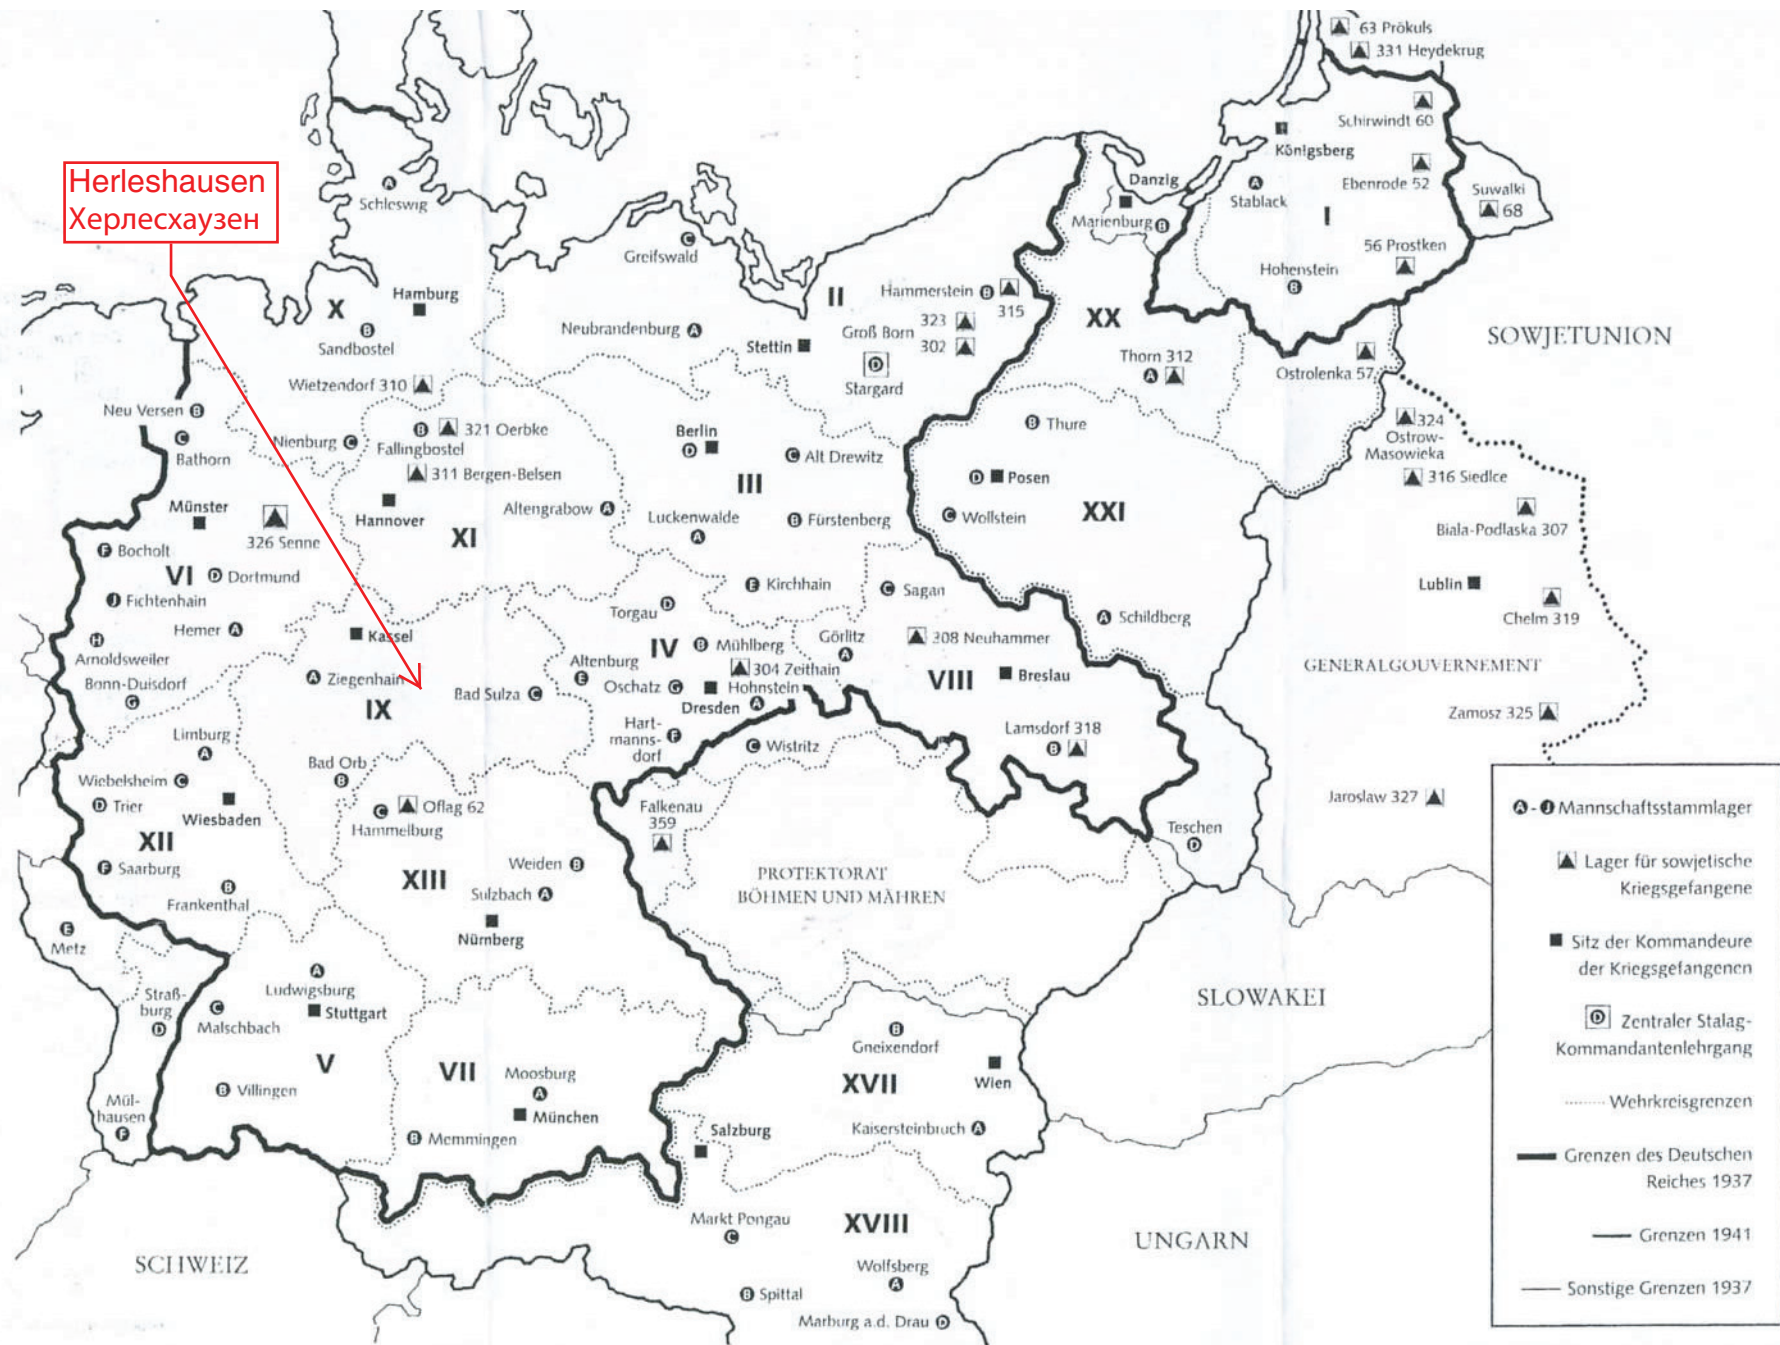 63 Prökuls
331 Heydekrug
Schirwindt 60
Königsberg
Ebenrode 52
Suwalki
68
Danzig
Stablack
A
Marienburg B
I
56 Prostken
Hohenstein
B
Herleshausen
Херлесхаузен
A
Schleswig
C
Greifswald
X
Hamburg
B
Sandbostel
Wietzendorf 310
II
Hammerstein B
315
323
Groß Born
302
Neubrandenburg A
Stettin
D
Stargard
XX
Thorn 312
A
Ostrolenka 57
SOWJETUNION
Neu Versen B
C
Bathorn
Nienburg C
B 321 Oerbke
Fallingbostel
311 Bergen-Belsen
Hannover
XI
Altengrabow A
Berlin
D
C Alt Drewitz
III
Luckenwalde
A
B Fürstenberg
E Kirchhain
B Thure
D Posen
C Wollstein
XXI
324
Ostrow-
Masowieka
316 Siedlce
Biala-Podlaska 307
Lublin
Chelm 319
GENERALGOUVERNEMENT
Zamosz 325
Jaroslaw 327
Münster
326 Senne
F Bocholt
VI D Dortmund
J Fichtenhain
Hemer A
H
Arnoldsweiler
Bonn-Duisdorf
G
Kassel
A Ziegenhain
IX
Bad Sulza C
Torgau D
IV B Mühlberg
Altenburg
E
304 Zeithain
Oschatz G
Hohnstein
Dresden A
Hart-
manns-
dorf
F
C Wistritz
Görlitz
A
C Sagan
308 Neuhammer
VIII Breslau
A Schildberg
Lamsdorf 318
B
Teschen
D
Limburg
A
Wiebelsheim C
D Trier
Wiesbaden
XII
F Saarburg
B
Frankenthal
Bad Orb
B
C Oflag 62
Hammelburg
XIII
Weiden B
Sulzbach A
Nürnberg
Falkenau
359
PROTEKTORAT
BÖHMEN UND MÄHREN
E
Metz
Straß-
burg
D
A
Ludwigsburg
C
Malschbach
Stuttgart
V
B Villingen
Mül-
hausen
F
VII
Moosburg
A
München
B Memmingen
B
Gneixendorf
XVII
Wien
Kaisersteinbruch A
Salzburg
SLOWAKEI
Markt Pongau
C
XVIII
Wolfsberg
A
B Spittal
Marburg a.d. Drau D
SCHWEIZ
UNGARN
A - J Mannschaftsstammlager
Lager für sowjetische
Kriegsgefangene
Sitz der Kommandeure
der Kriegsgefangenen
D Zentraler Stalag-
Kommandantenlehrgang
Wehrkreisgrenzen
Grenzen des Deutschen
Reiches 1937
Grenzen 1941
Sonstige Grenzen 1937